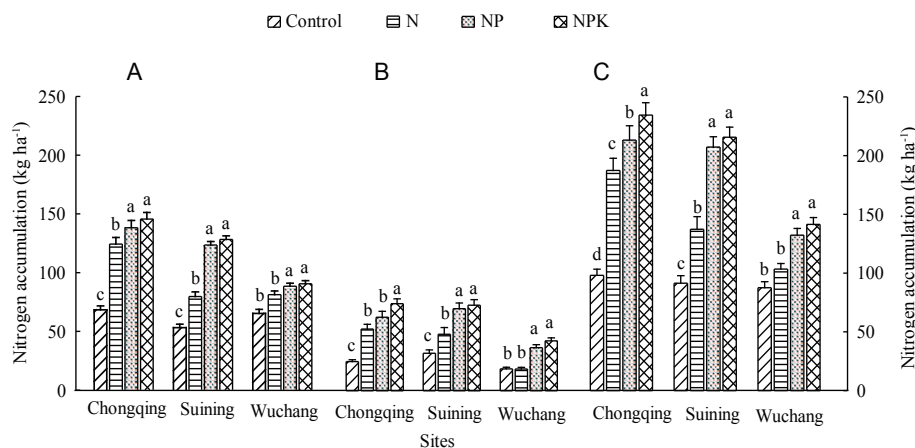 Control N NP NPK
A B C
Nitrogen accumulation (kg ha⁻¹)
250
200
150
100
50
0
c b a a c b a a b b a a
c b b a c b a a b b a a
d c b a c b a a b b a a
250
200
150
100
50
0
Nitrogen accumulation (kg ha⁻¹)
Chongqing Suining Wuchang Chongqing Suining Wuchang Chongqing Suining Wuchang
Sites